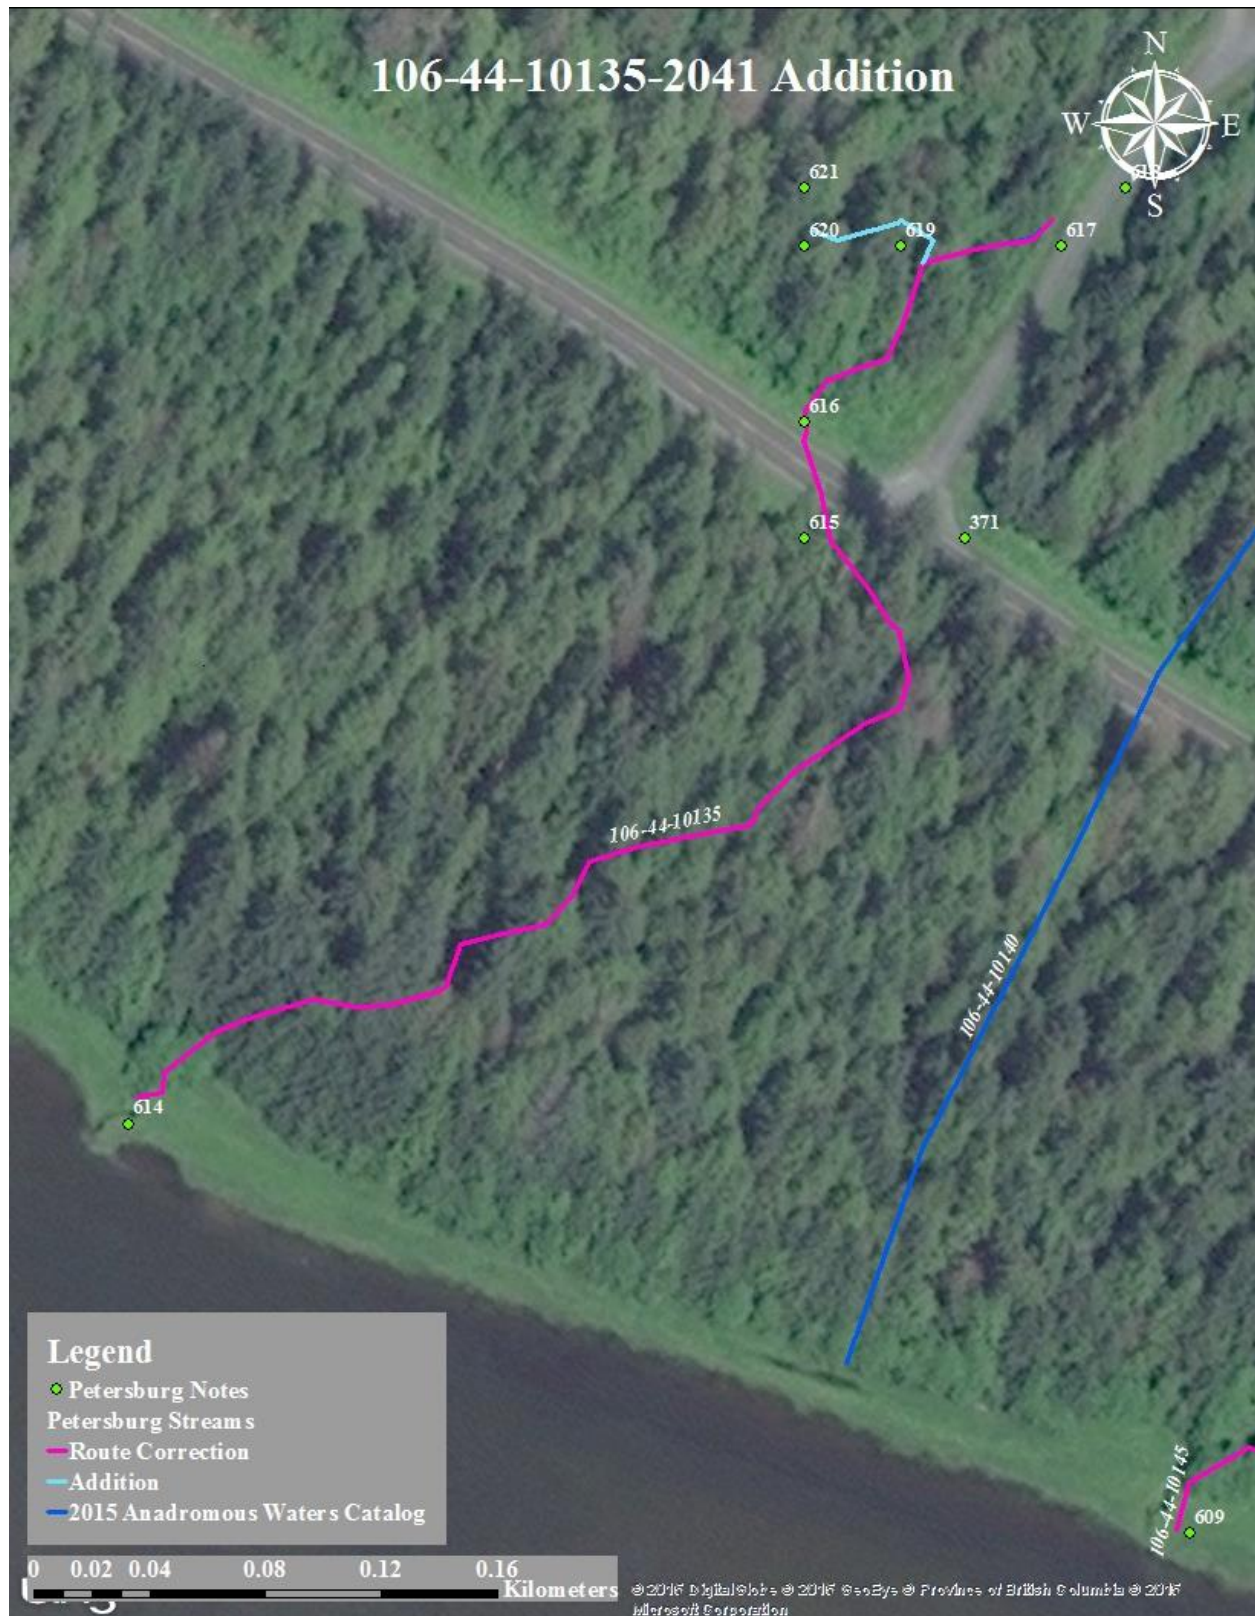 106-44-10135-2041 Addition
N
W E
S
621
618
620
619
617
616
615
371
106-44-10135
106-44-10140
614
Legend
Petersburg Notes
Petersburg Streams
Route Correction
Addition
2015 Anadromous Waters Catalog
106-44-10145
609
0 0.02 0.04 0.08 0.12 0.16
Kilometers
© 2016 DigitalGlobe © 2016 GeoEye © Province of British Columbia © 2016
Microsoft Corporation